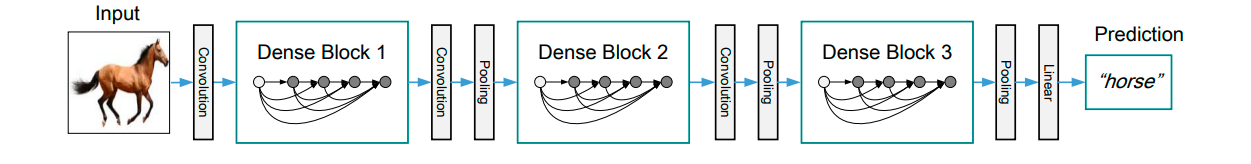 Input
Convolution
Dense Block 1
Convolution
Pooling
Dense Block 2
Convolution
Pooling
Dense Block 3
Pooling
Linear
Prediction
“horse”